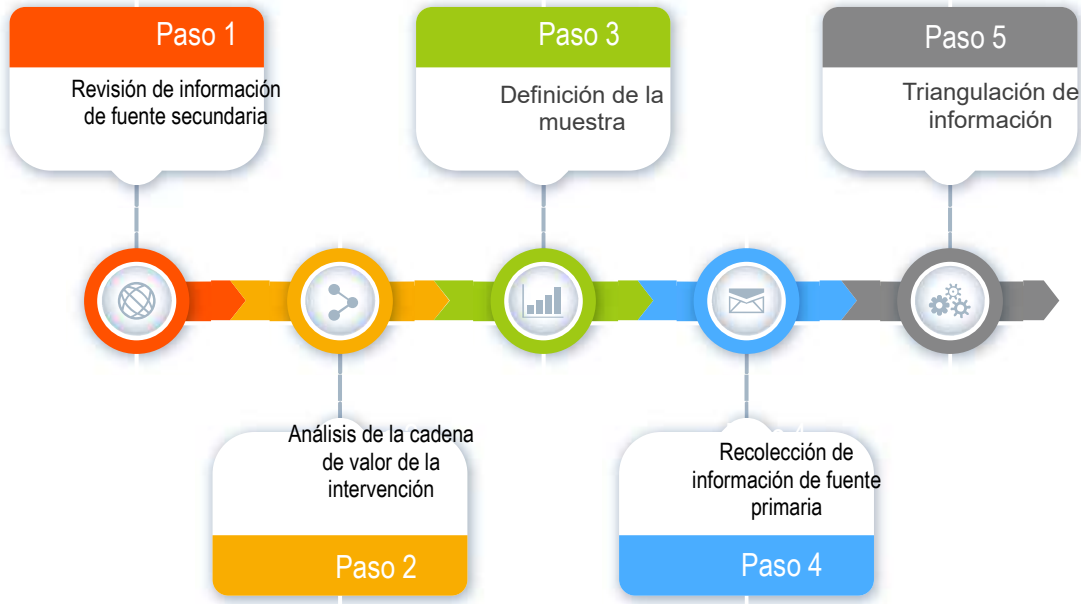 Paso 1
Revisión de información
de fuente secundaria
Análisis de la cadena
de valor de la
intervención
Paso 2
Paso 3
Definición de la
muestra
Recolección de
información de fuente
primaria
Paso 4
Paso 5
Triangulación de
información